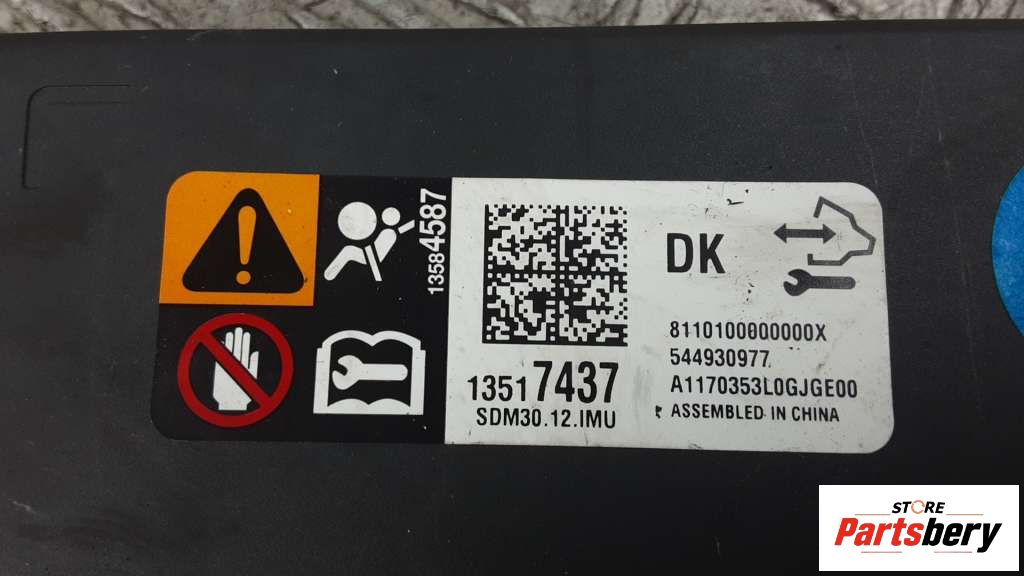 13584587
DK
8110100000000X
544930977
A1170353L0GJGE00
ASSEMBLED IN CHINA
13517437
SDM30.12.IMU
STORE
Partsbery